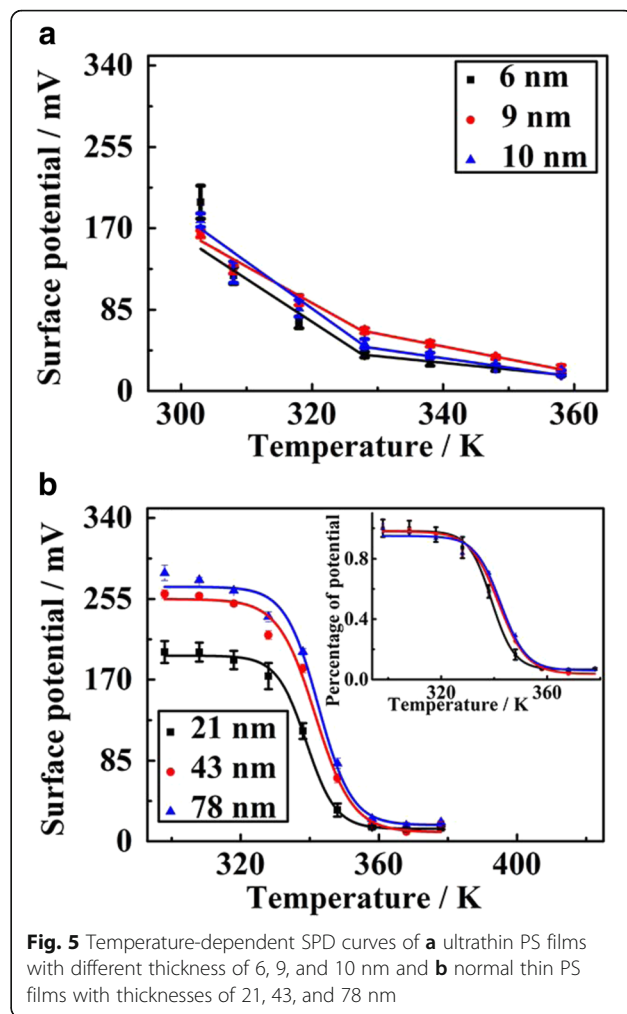 a
340
255
170
85
0
Surface potential / mV
6 nm
9 nm
10 nm
300 320 340 360
Temperature / K
b
340
255
170
85
0
Surface potential / mV
21 nm
43 nm
78 nm
320 360 400
Temperature / K
0.8
0.4
0.0
Percentage of potential
320 360
Temperature / K
Fig. 5 Temperature-dependent SPD curves of a ultrathin PS films
with different thickness of 6, 9, and 10 nm and b normal thin PS
films with thicknesses of 21, 43, and 78 nm